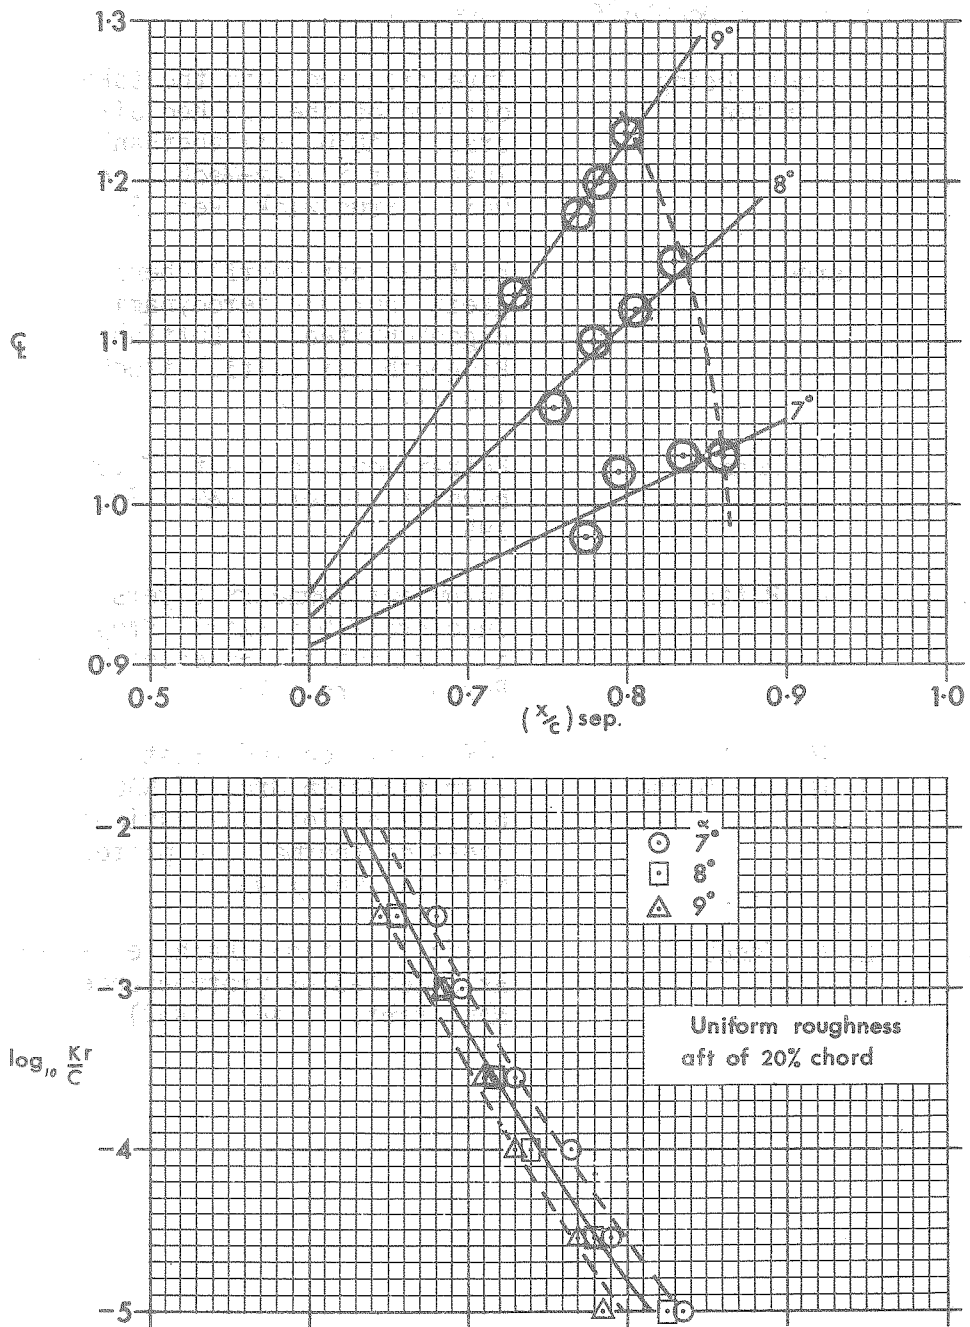 1·3
9°
1·2
8°
1·1
7°
1·0
0·9
C_L
0·5 0·6 0·7 0·8 0·9 1·0
(x/c) sep.
−2
−3
−4
−5
log₁₀ Kr/C
α
7°
8°
9°
Uniform roughness
aft of 20% chord